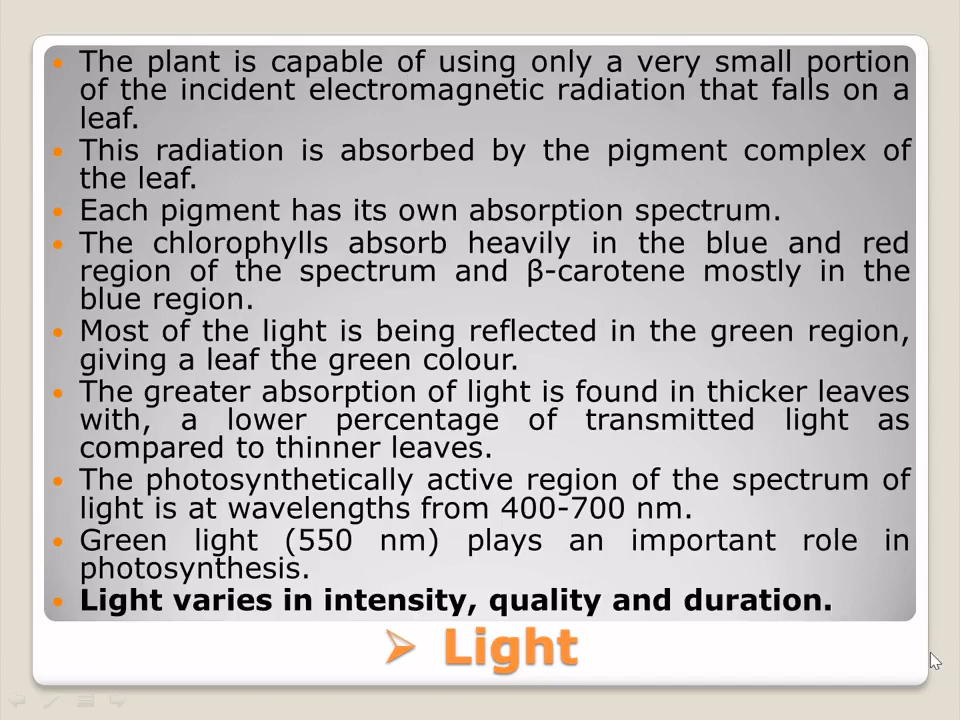 • The plant is capable of using only a very small portion
of the incident electromagnetic radiation that falls on a
leaf.
• This radiation is absorbed by the pigment complex of
the leaf.
• Each pigment has its own absorption spectrum.
• The chlorophylls absorb heavily in the blue and red
region of the spectrum and β-carotene mostly in the
blue region.
• Most of the light is being reflected in the green region,
giving a leaf the green colour.
• The greater absorption of light is found in thicker leaves
with, a lower percentage of transmitted light as
compared to thinner leaves.
• The photosynthetically active region of the spectrum of
light is at wavelengths from 400-700 nm.
• Green light (550 nm) plays an important role in
photosynthesis.
• Light varies in intensity, quality and duration.
➢ Light